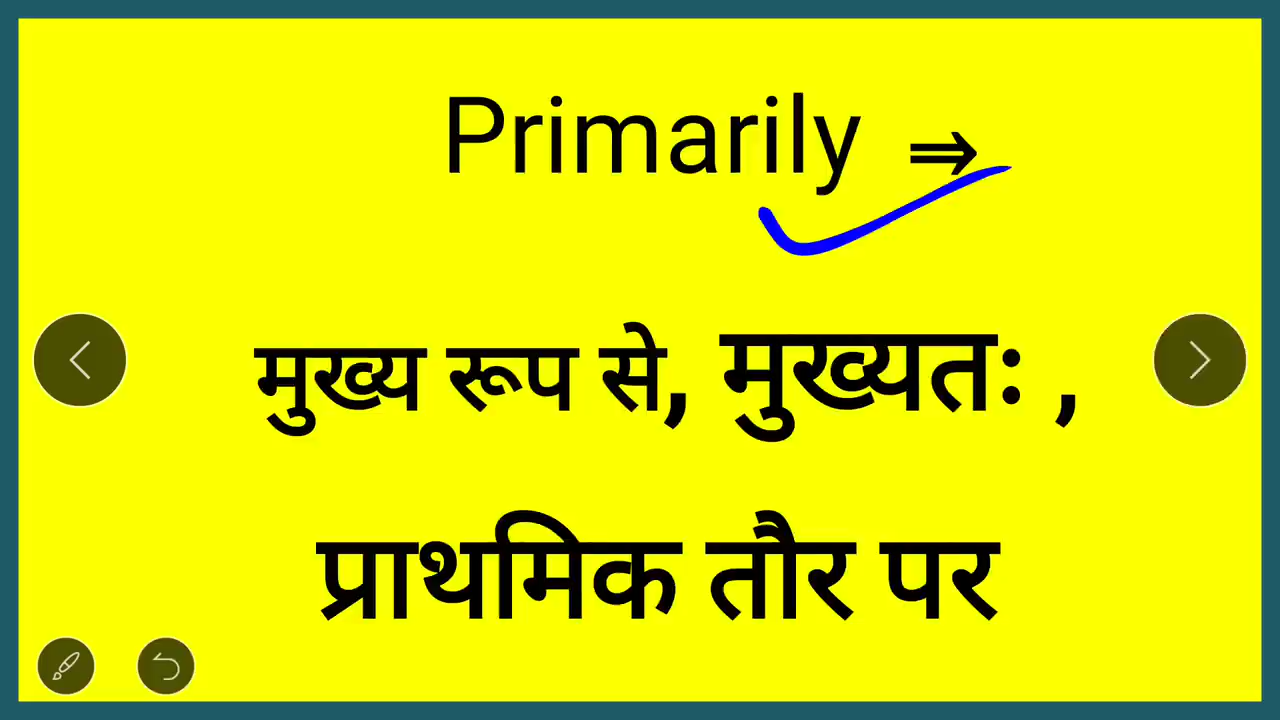 Primarily ⇒
मुख्य रूप से, मुख्यतः ,
प्राथमिक तौर पर